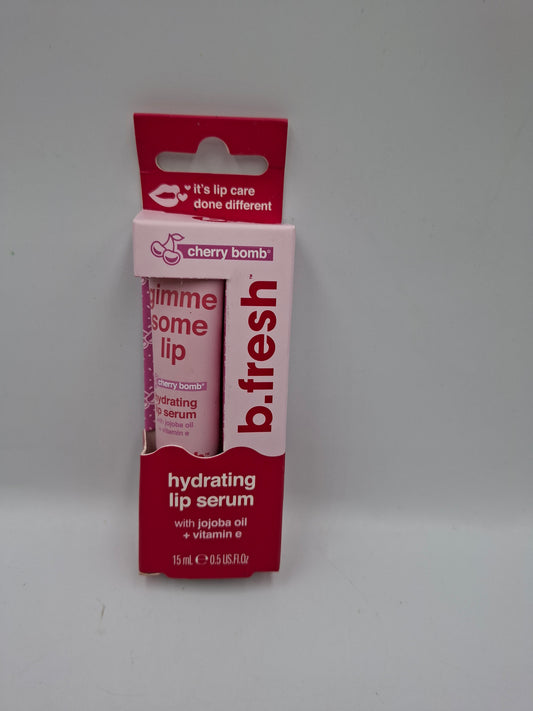 it's lip care
done different
cherry bomb®
b.fresh™
gimme
some
lip
cherry bomb®
hydrating
lip serum
with jojoba oil
+ vitamin e
hydrating
lip serum
with jojoba oil
+ vitamin e
15 mL ℮ 0.5 US.Fl.Oz